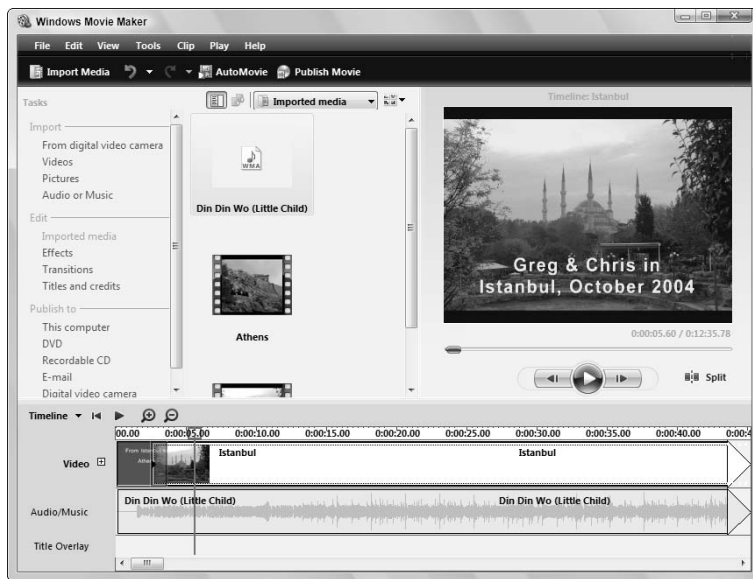 Windows Movie Maker
File Edit View Tools Clip Play Help
Import Media AutoMovie Publish Movie
Tasks
Import
From digital video camera
Videos
Pictures
Audio or Music
Edit
Imported media
Effects
Transitions
Titles and credits
Publish to
This computer
DVD
Recordable CD
E-mail
Digital video camera
Imported media
WMA
Din Din Wo (Little Child)
Athens
Timeline: Istanbul
Greg & Chris in
Istanbul, October 2004
0:00:05.60 / 0:12:35.78
Split
Timeline
00.00 0:00:05.00 0:00:10.00 0:00:15.00 0:00:20.00 0:00:25.00 0:00:30.00 0:00:35.00 0:00:40.00 0:00:4
Video Istanbul Istanbul
Audio/Music Din Din Wo (Little Child) Din Din Wo (Little Child)
Title Overlay